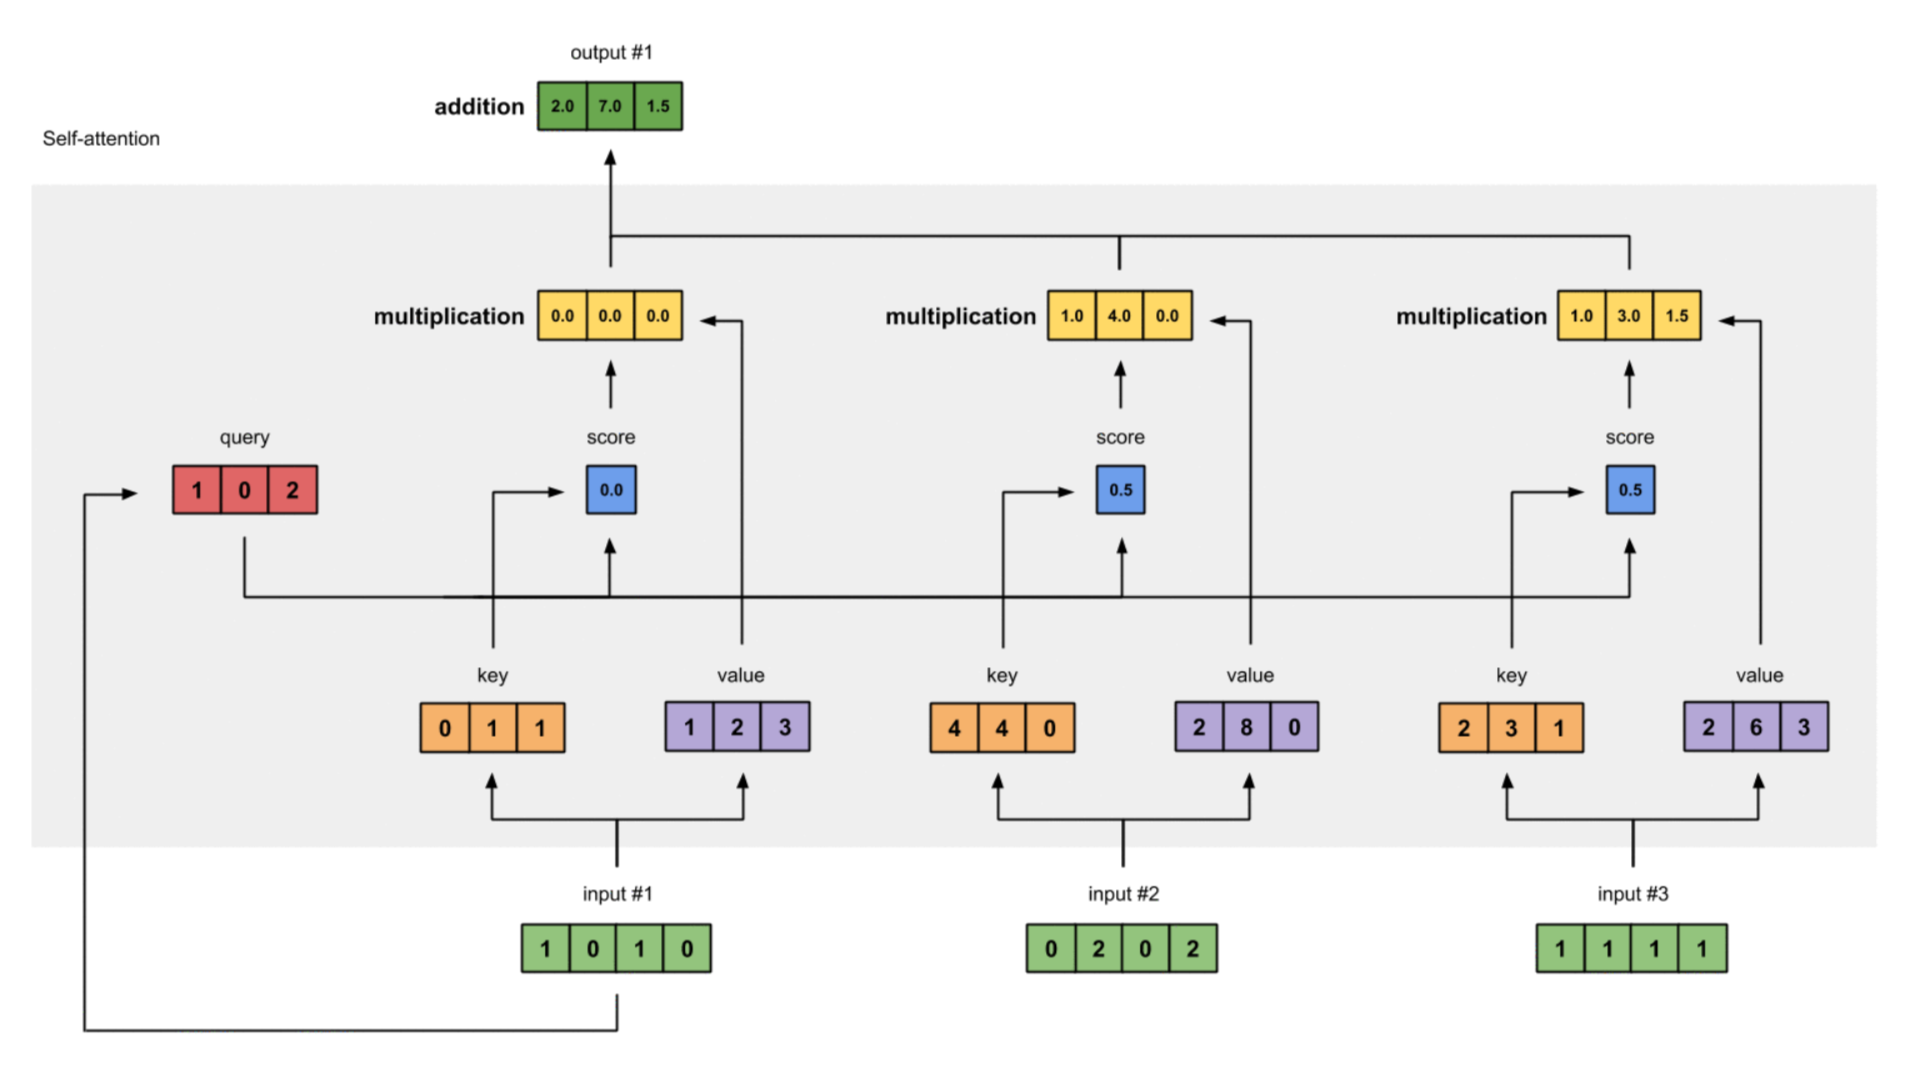 output #1
addition 2.0 7.0 1.5
Self-attention
multiplication 0.0 0.0 0.0 multiplication 1.0 4.0 0.0 multiplication 1.0 3.0 1.5
query score score score
1 0 2 0.0 0.5 0.5
key value key value key value
0 1 1 1 2 3 4 4 0 2 8 0 2 3 1 2 6 3
input #1 input #2 input #3
1 0 1 0 0 2 0 2 1 1 1 1